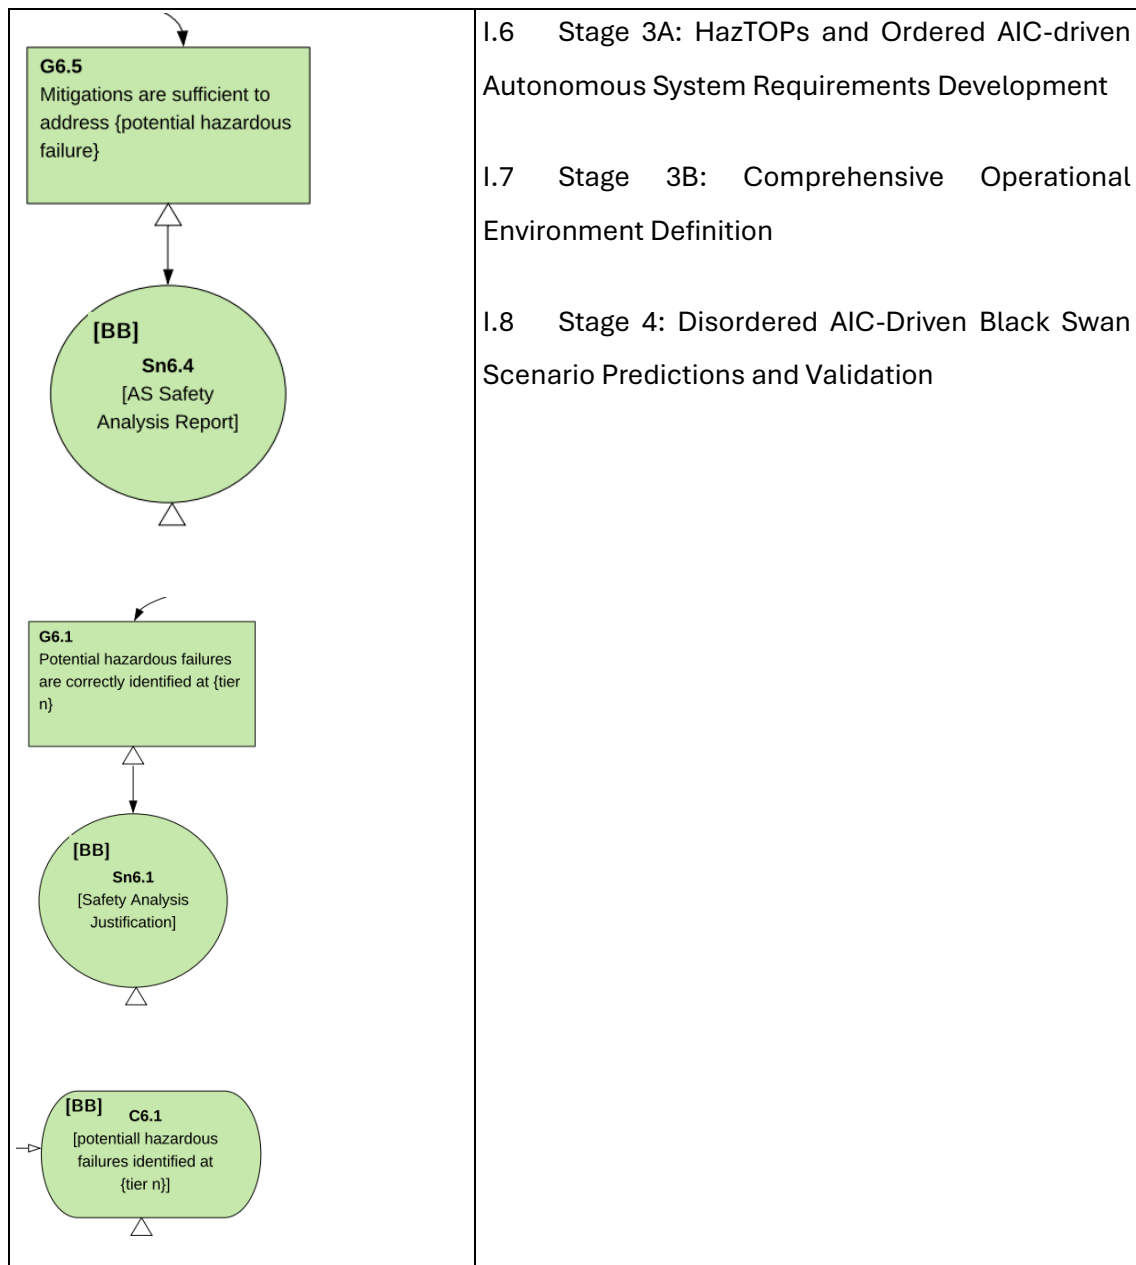 G6.5
Mitigations are sufficient to
address {potential hazardous
failure}
[BB]
Sn6.4
[AS Safety
Analysis Report]
G6.1
Potential hazardous failures
are correctly identified at {tier
n}
[BB]
Sn6.1
[Safety Analysis
Justification]
[BB]
C6.1
[potentiall hazardous
failures identified at
{tier n}]
I.6 Stage 3A: HazTOPs and Ordered AIC-driven
Autonomous System Requirements Development
I.7 Stage 3B: Comprehensive Operational
Environment Definition
I.8 Stage 4: Disordered AIC-Driven Black Swan
Scenario Predictions and Validation